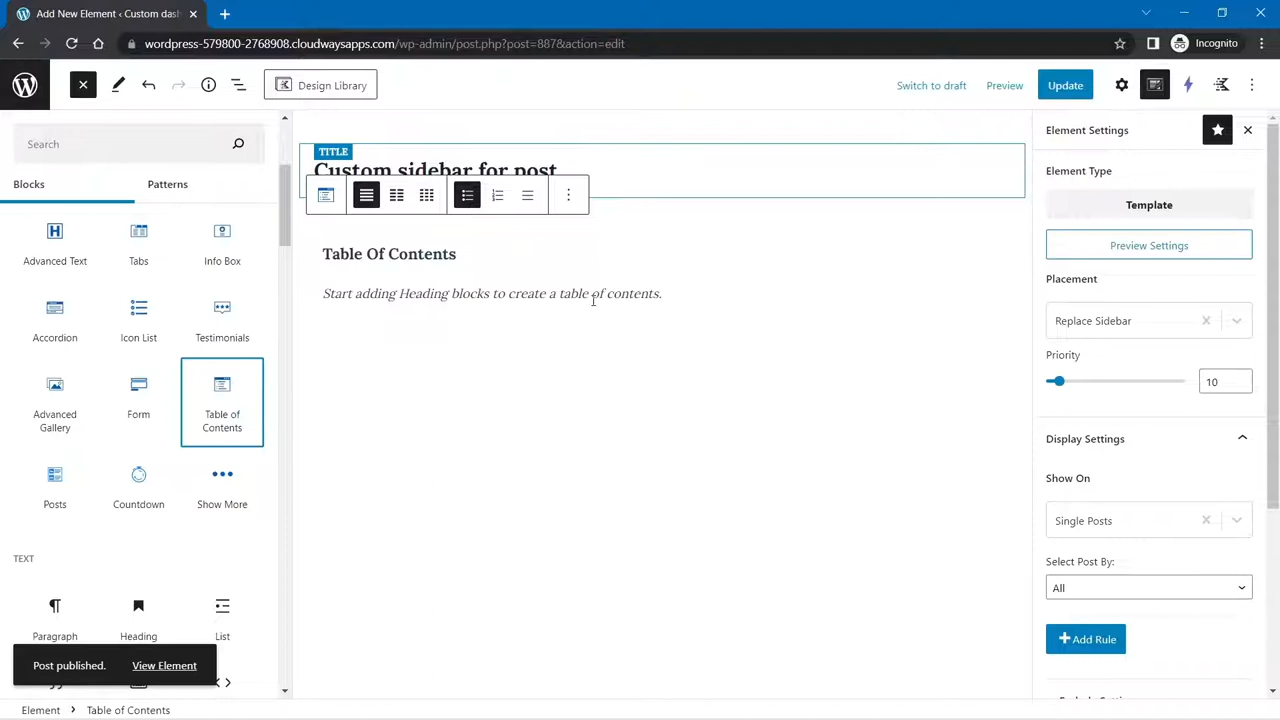 Add New Element ‹ Custom das
Incognito
wordpress-579800-2768908.cloudwaysapps.com/wp-admin/post.php?post=887&action=edit
Design Library
Switch to draft
Preview
Update
Search
Blocks
Patterns
Advanced Text
Tabs
Info Box
Accordion
Icon List
Testimonials
Advanced
Gallery
Form
Table of
Contents
Posts
Countdown
Show More
TEXT
Paragraph
Heading
List
Post published.
View Element
TITLE
Custom sidebar for post
Table Of Contents
Start adding Heading blocks to create a table of contents.
Element Settings
Element Type
Template
Preview Settings
Placement
Replace Sidebar
Priority
10
Display Settings
Show On
Single Posts
Select Post By:
All
Add Rule
Element
Table of Contents